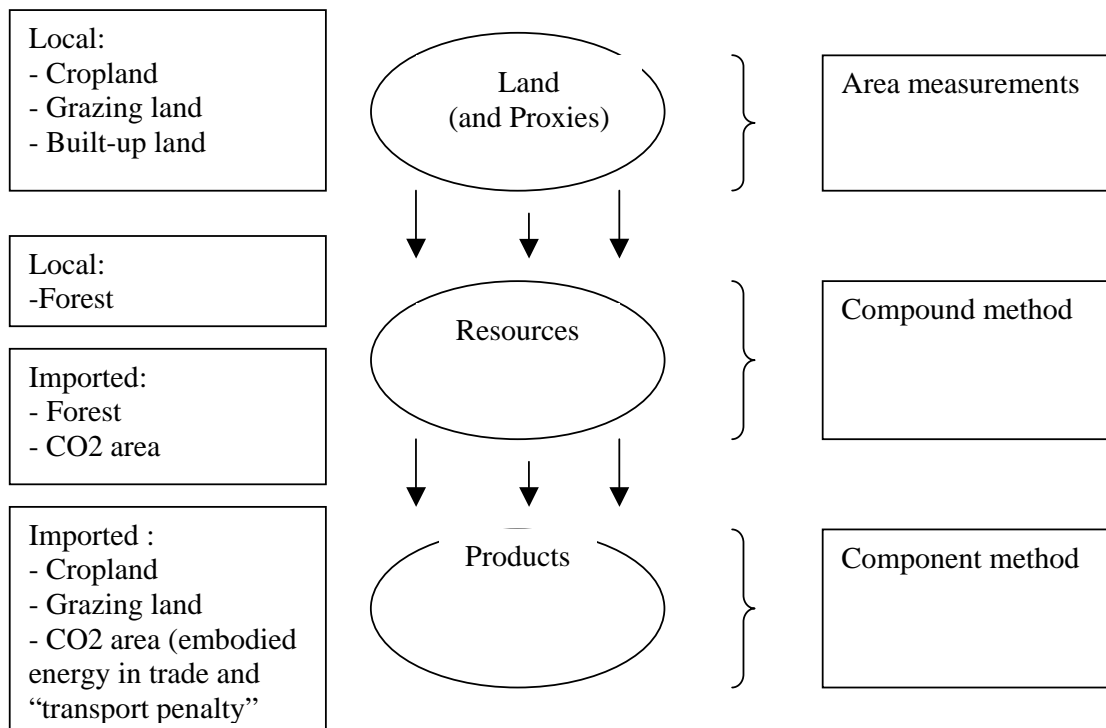 Local:
- Cropland
- Grazing land
- Built-up land
Land
(and Proxies)
Area measurements
Local:
-Forest
Imported:
- Forest
- CO2 area
Resources
Compound method
Imported :
- Cropland
- Grazing land
- CO2 area (embodied
energy in trade and
“transport penalty”
Products
Component method